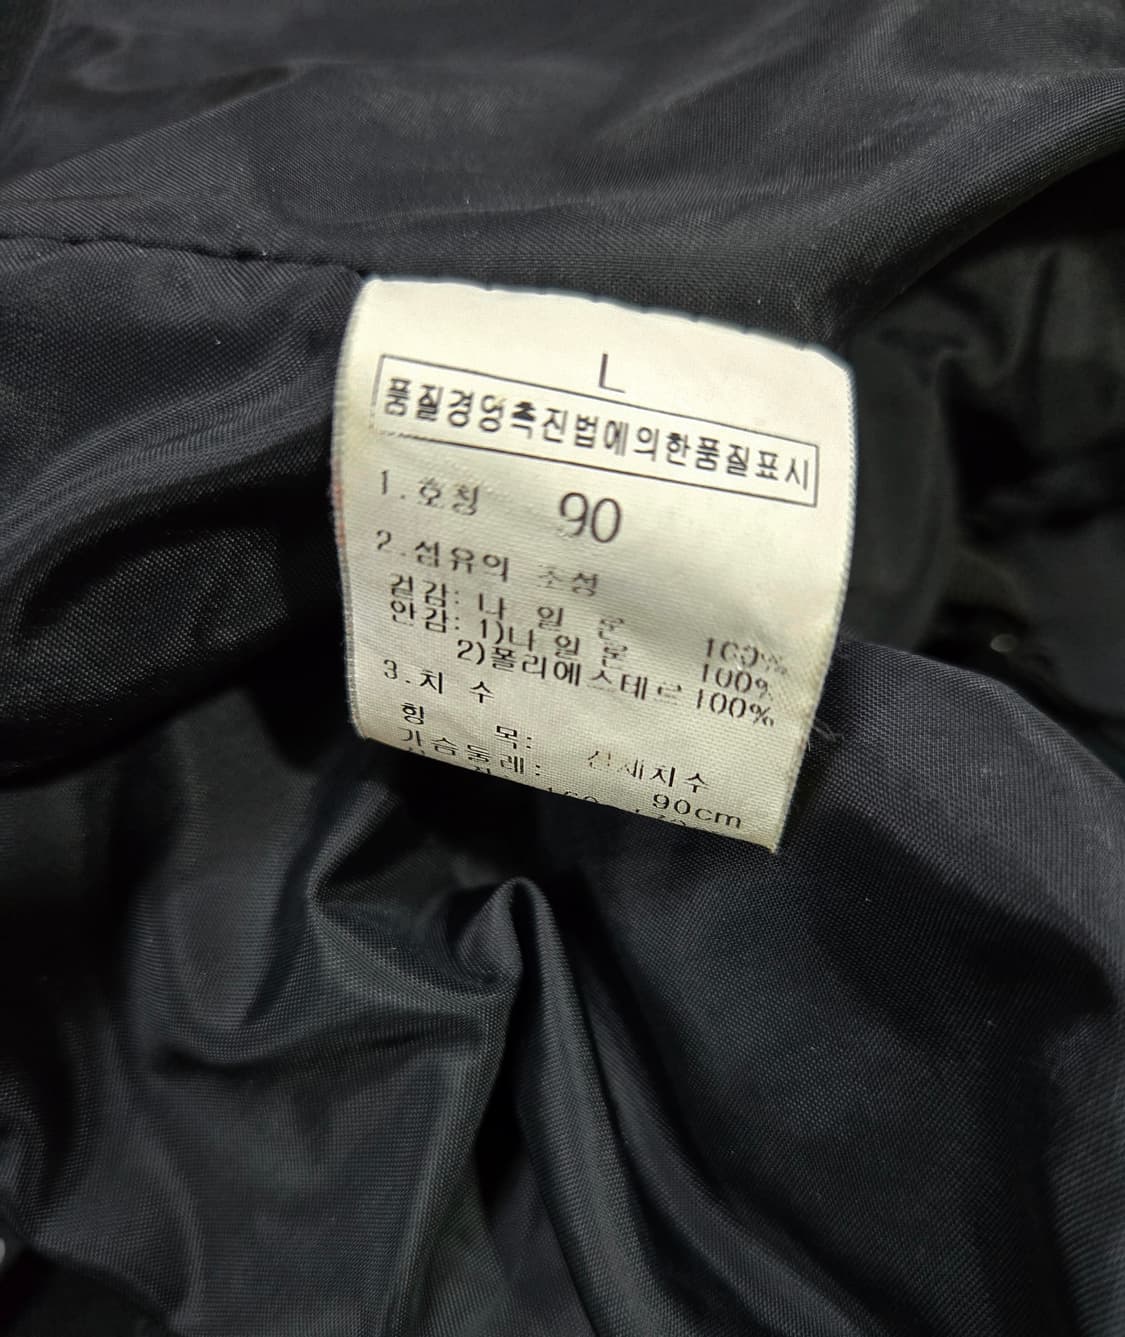 L
품질경영촉진법에의한품질표시
1.호칭 90
2.섬유의 조성
겉감: 나 일 론 100%
안감: 1)나 일 론 100%
2)폴리에스테르 100%
3.치 수
항 목: 신체치수
가슴둘레: 90cm